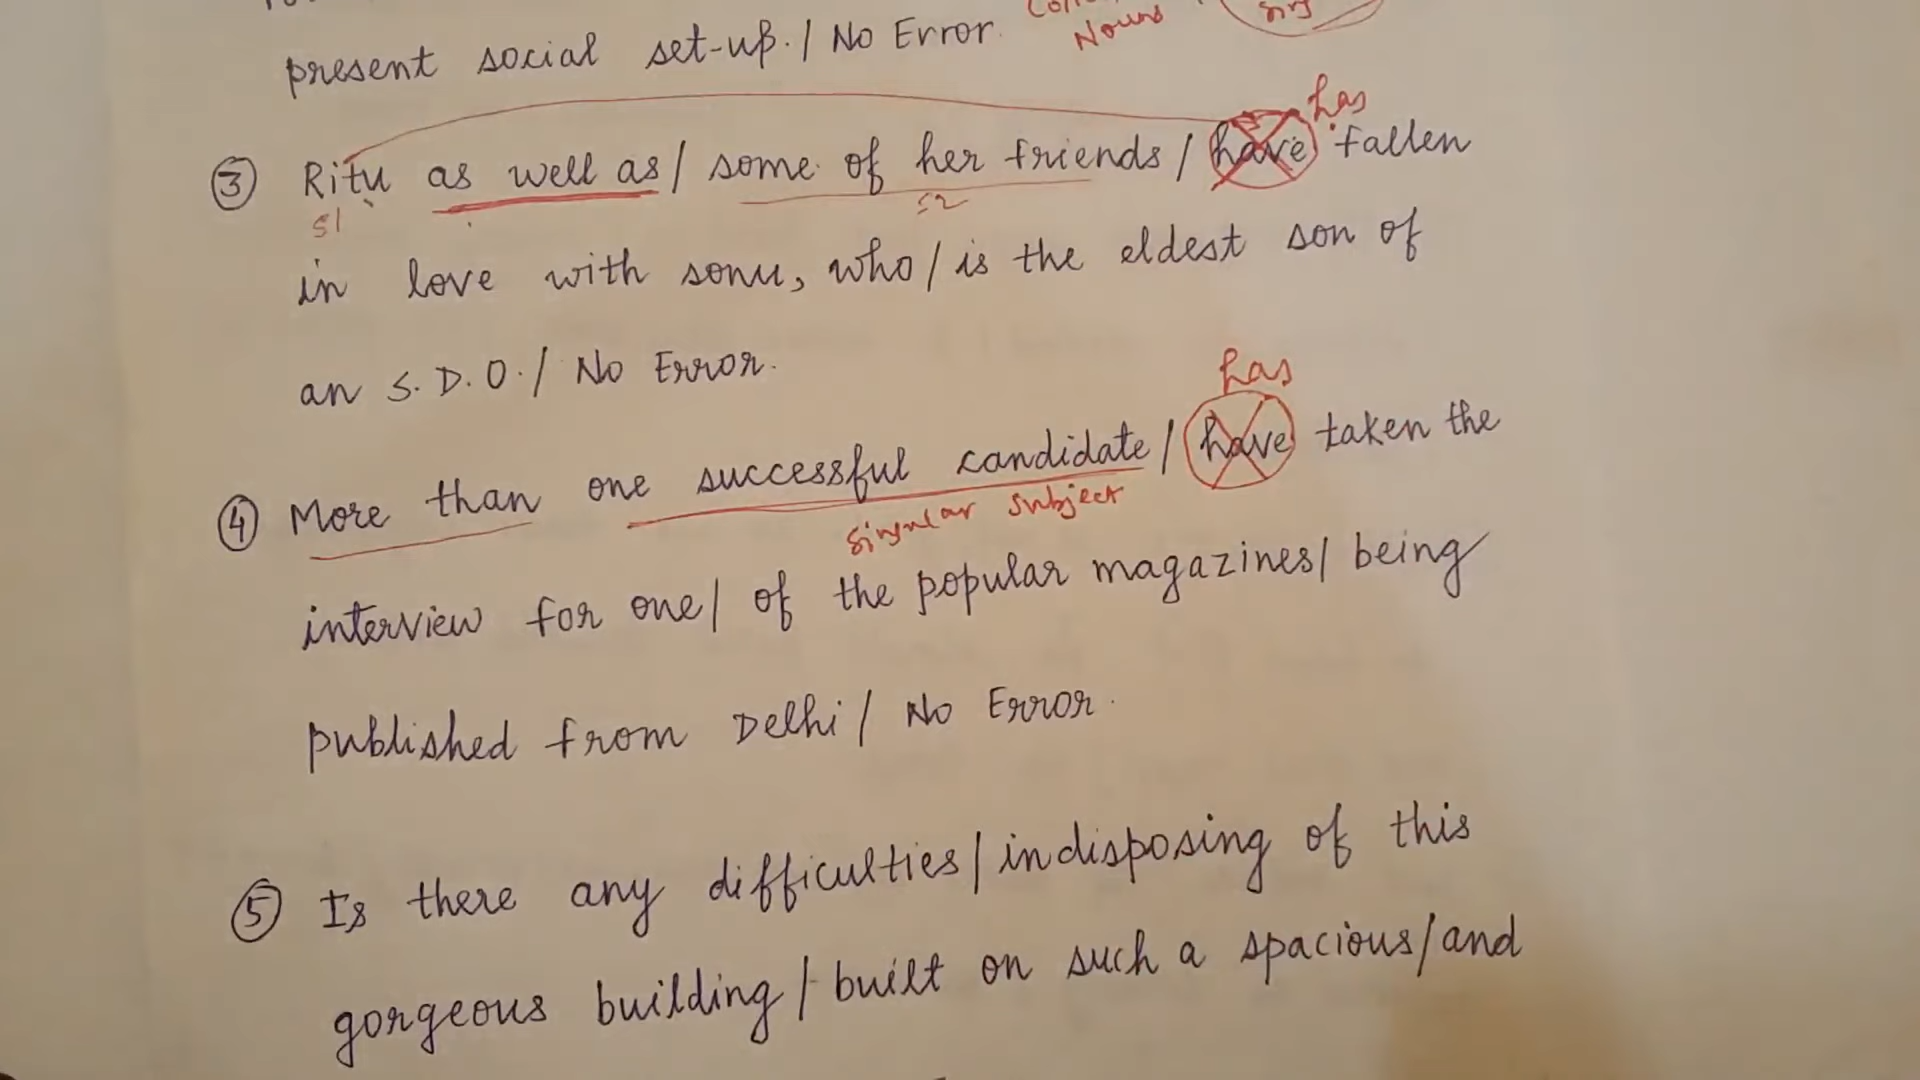 Nouns
present social set-up. / No Error.
has
③ Ritu as well as / some of her friends / have fallen
S1 S2
in love with sonu, who / is the eldest son of
an S.D.O. / No Error.
has
④ More than one successful candidate / have taken the
singular subject
interview for one / of the popular magazines / being
published from Delhi / No Error.
⑤ Is there any difficulties / indisposing of this
gorgeous building / built on such a spacious / and